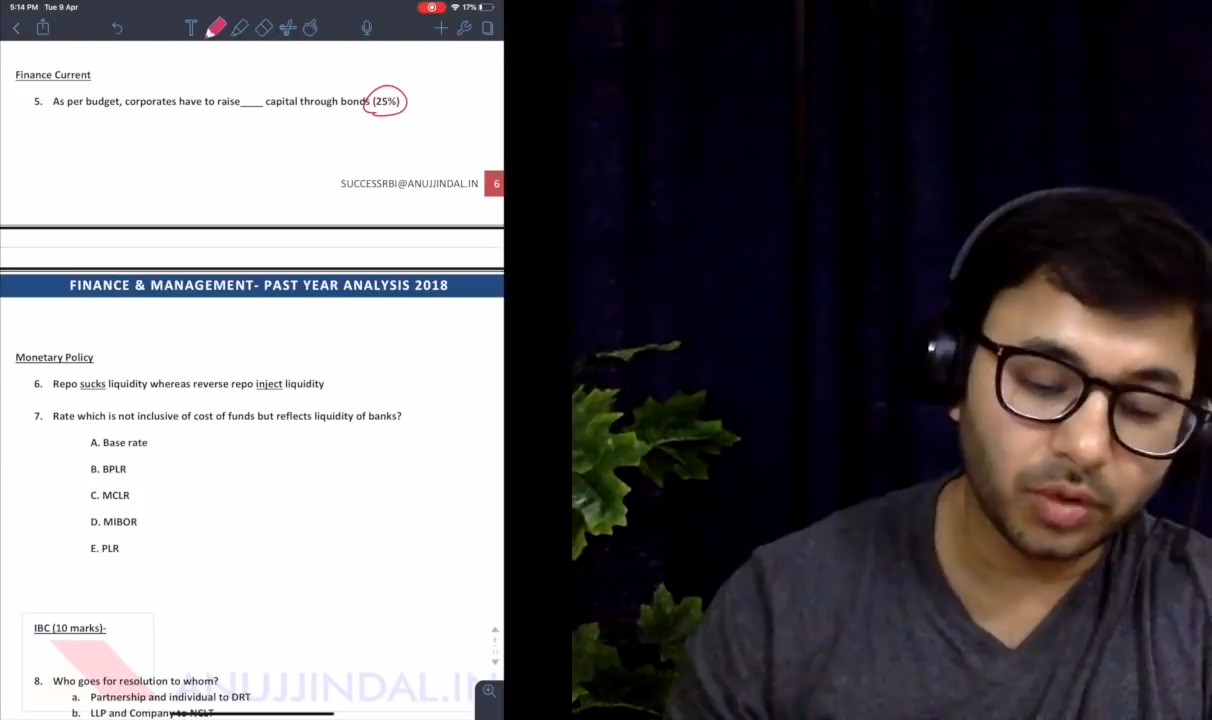 5:14 PM Tue 9 Apr
17%
Finance Current
5. As per budget, corporates have to raise____ capital through bonds (25%)
SUCCESSRBI@ANUJJINDAL.IN 6
FINANCE & MANAGEMENT- PAST YEAR ANALYSIS 2018
Monetary Policy
6. Repo sucks liquidity whereas reverse repo inject liquidity
7. Rate which is not inclusive of cost of funds but reflects liquidity of banks?
A. Base rate
B. BPLR
C. MCLR
D. MIBOR
E. PLR
IBC (10 marks)-
8. Who goes for resolution to whom?
a. Partnership and individual to DRT
ANUJJINDAL.IN
b. LLP and Company to NCLT